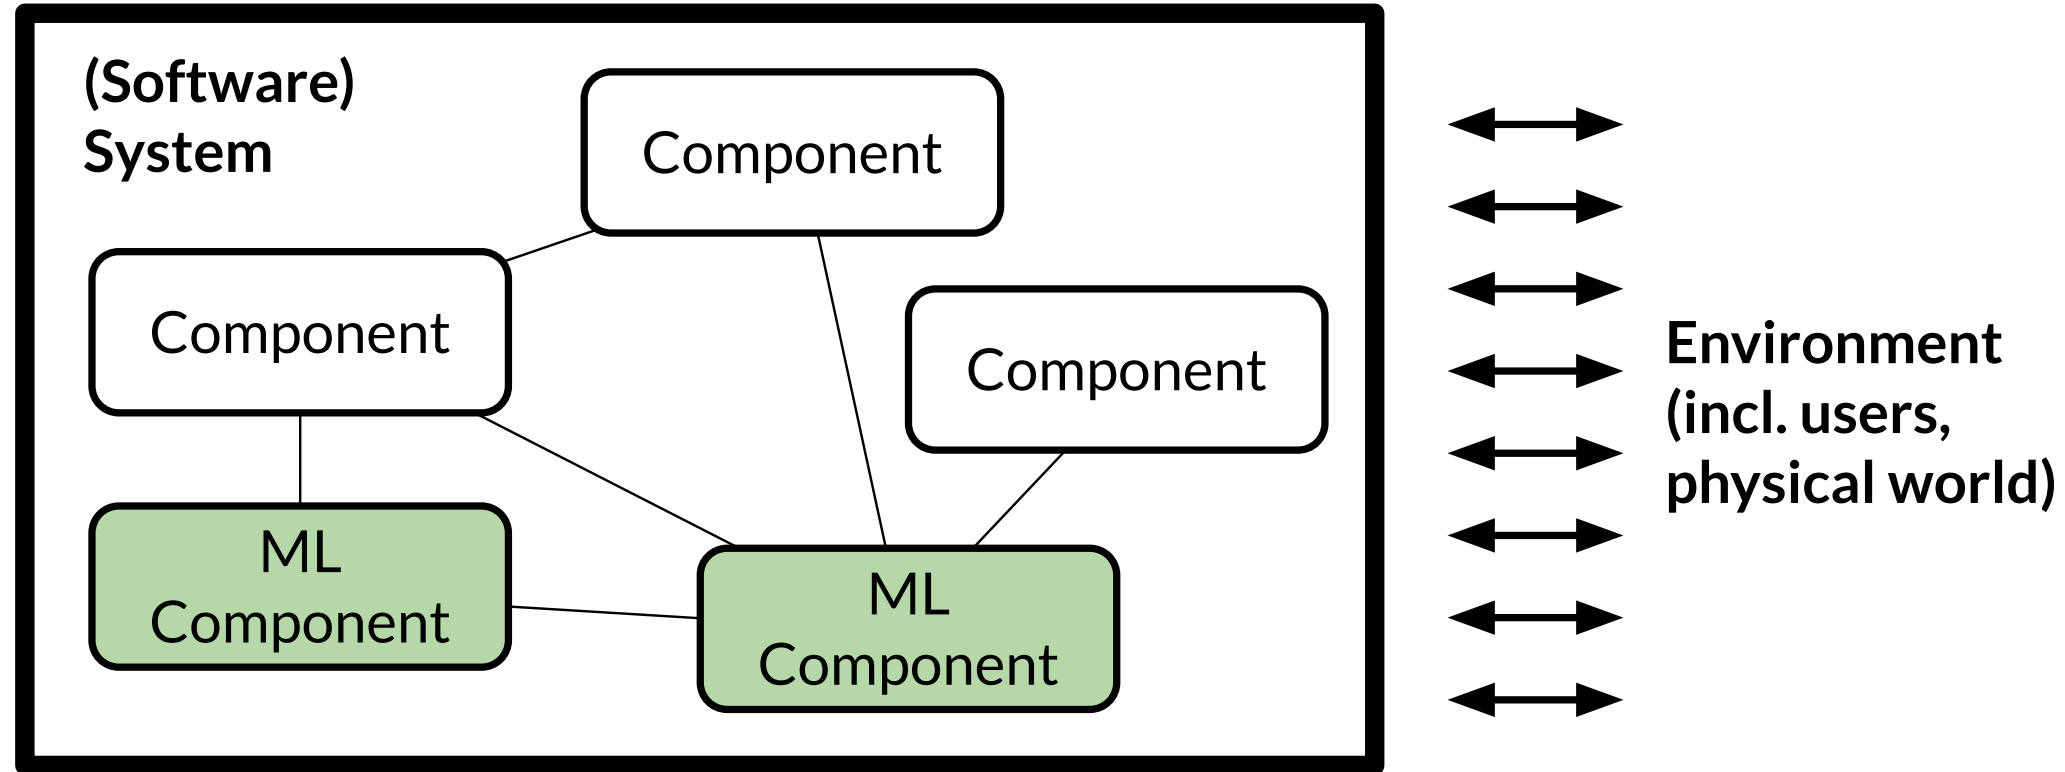 (Software)
System
Component
Component
Component
ML
Component
ML
Component
Environment
(incl. users,
physical world)